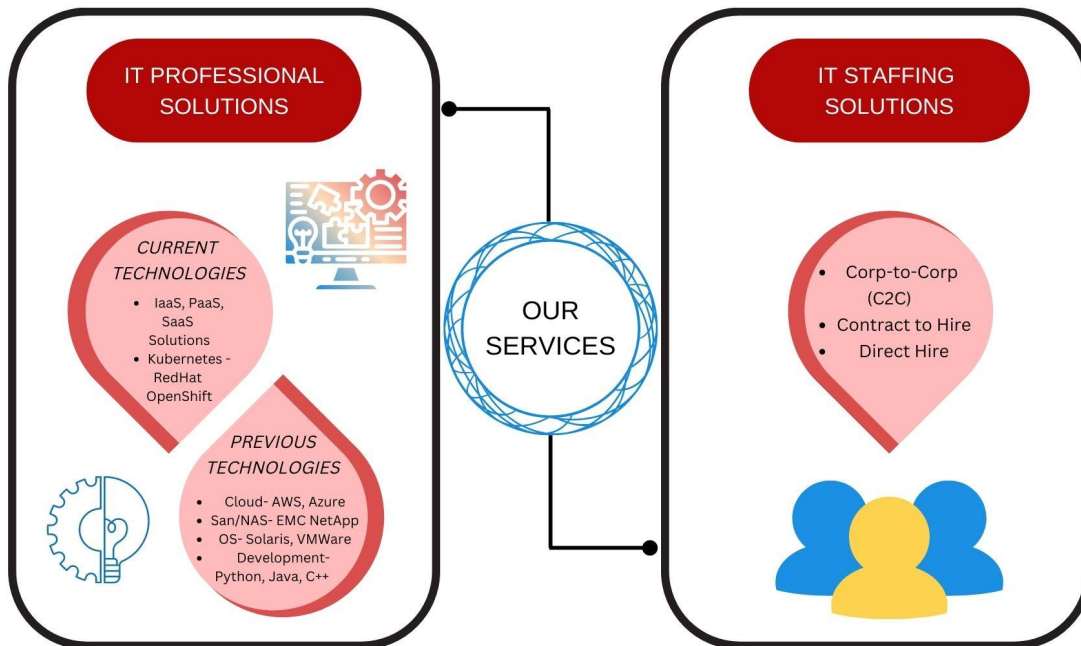 IT PROFESSIONAL
SOLUTIONS
CURRENT
TECHNOLOGIES
• IaaS, PaaS,
SaaS
Solutions
• Kubernetes -
RedHat
OpenShift
PREVIOUS
TECHNOLOGIES
• Cloud- AWS, Azure
• San/NAS- EMC NetApp
• OS- Solaris, VMWare
• Development-
Python, Java, C++
OUR
SERVICES
IT STAFFING
SOLUTIONS
• Corp-to-Corp
(C2C)
• Contract to Hire
• Direct Hire